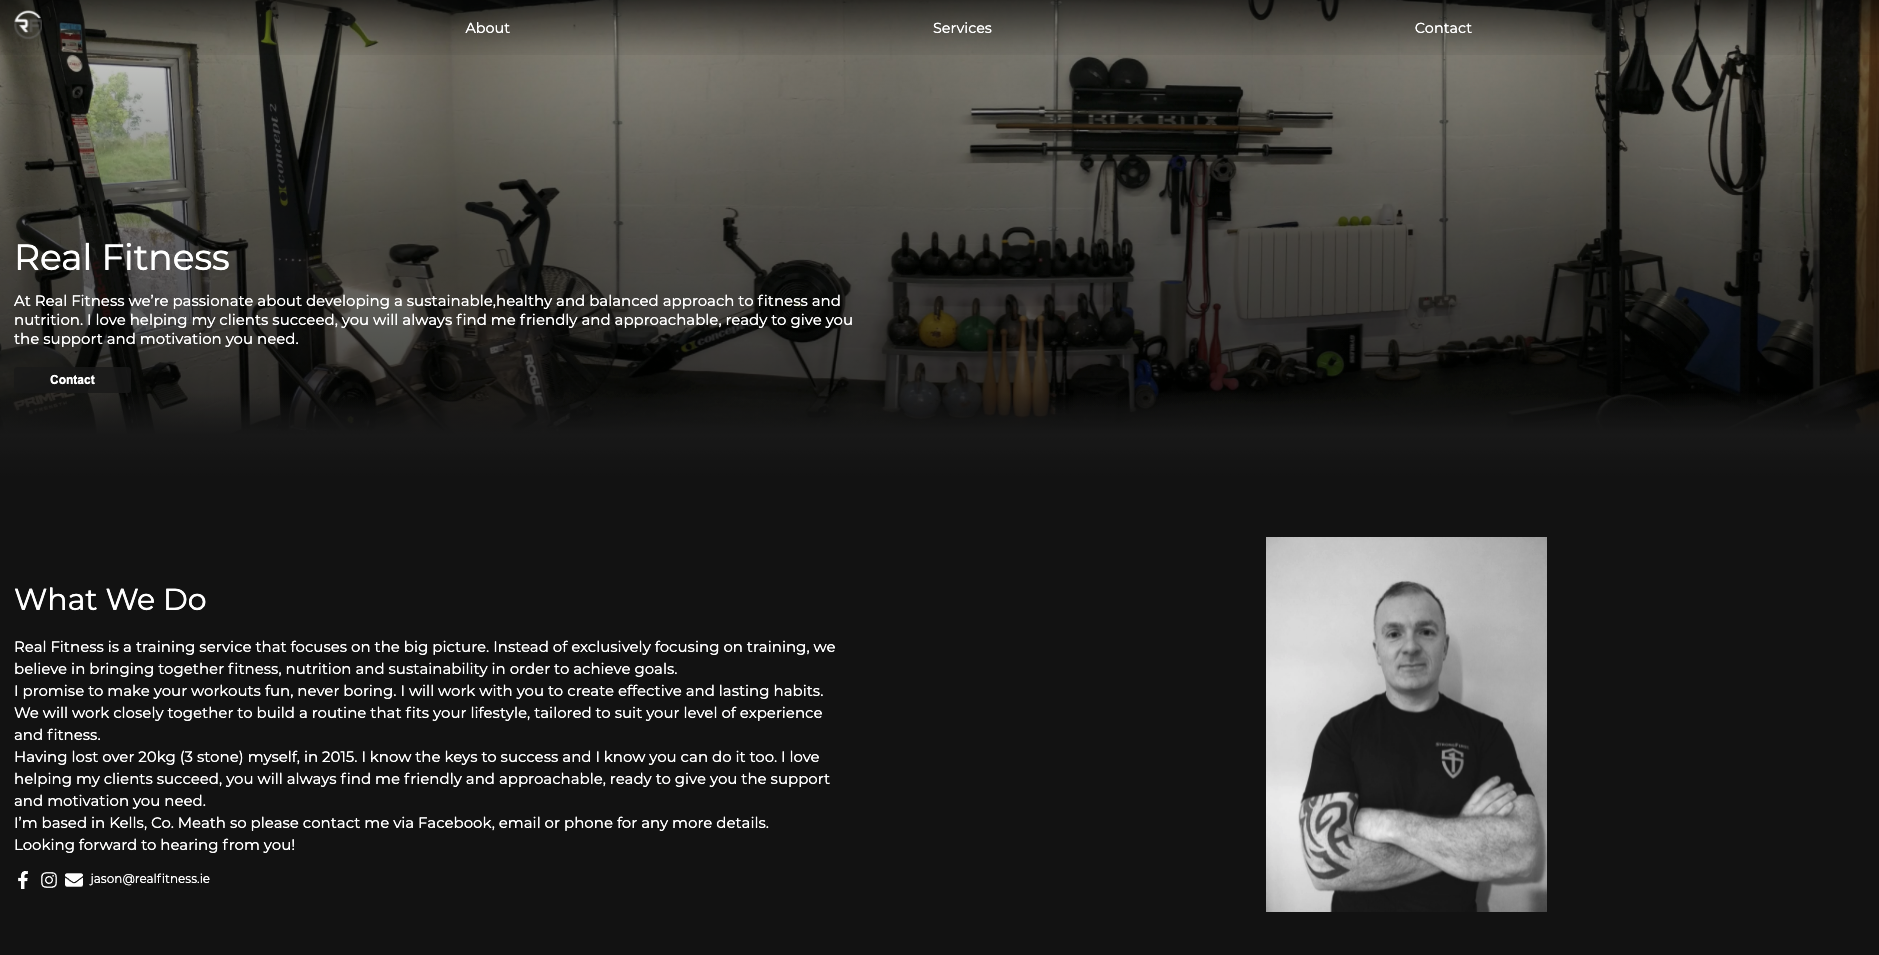 About
Services
Contact
concept 2
BLK BOX
Real Fitness
At Real Fitness we're passionate about developing a sustainable,healthy and balanced approach to fitness and
nutrition. I love helping my clients succeed, you will always find me friendly and approachable, ready to give you
the support and motivation you need.
concept
ROGUE
Contact
PRIMAL
STRENGTH
What We Do
Real Fitness is a training service that focuses on the big picture. Instead of exclusively focusing on training, we
believe in bringing together fitness, nutrition and sustainability in order to achieve goals.
I promise to make your workouts fun, never boring. I will work with you to create effective and lasting habits.
We will work closely together to build a routine that fits your lifestyle, tailored to suit your level of experience
and fitness.
Having lost over 20kg (3 stone) myself, in 2015. I know the keys to success and I know you can do it too. I love
helping my clients succeed, you will always find me friendly and approachable, ready to give you the support
and motivation you need.
I'm based in Kells, Co. Meath so please contact me via Facebook, email or phone for any more details.
Looking forward to hearing from you!
jason@realfitness.ie